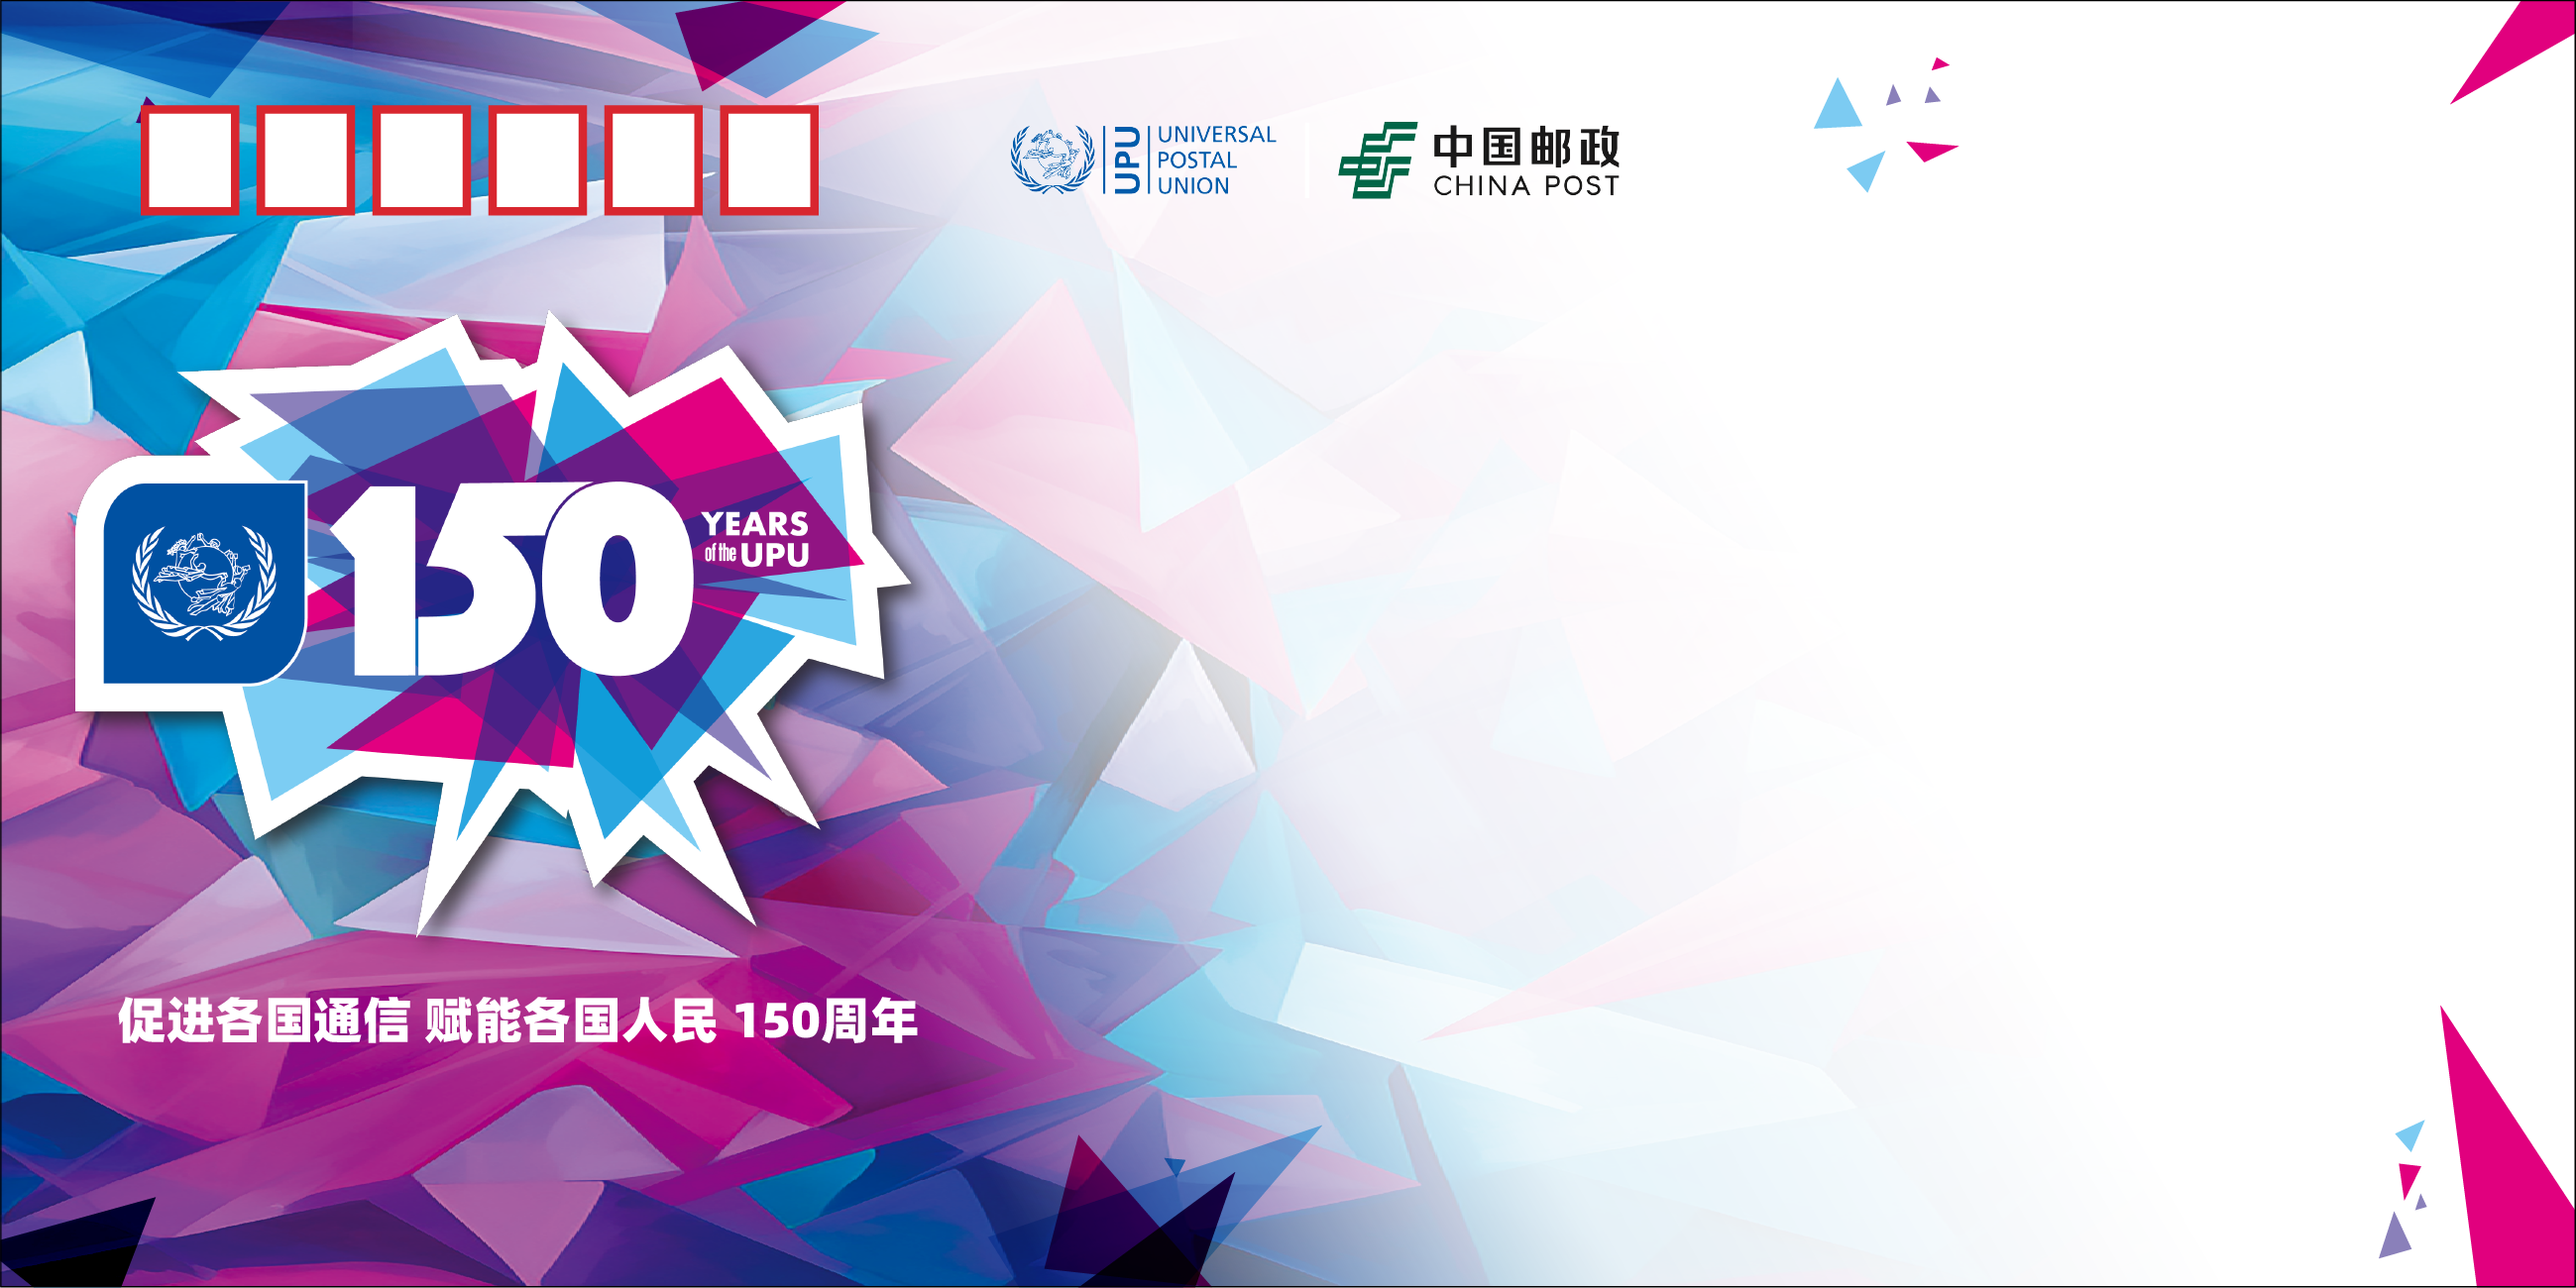 UPU
UNIVERSAL
POSTAL
UNION
中国邮政
CHINA POST
150
YEARS
of the UPU
促进各国通信 赋能各国人民 150周年